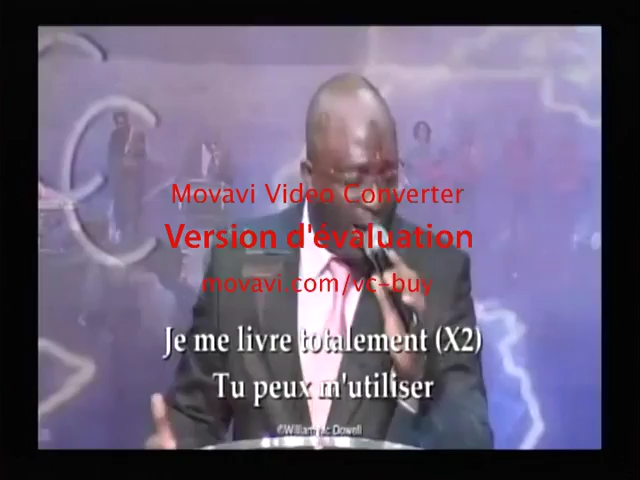 Movavi Video Converter
Version d'évaluation
movavi.com/vc-buy
Je me livre totalement (X2)
Tu peux m'utiliser
©William Mc Dowell